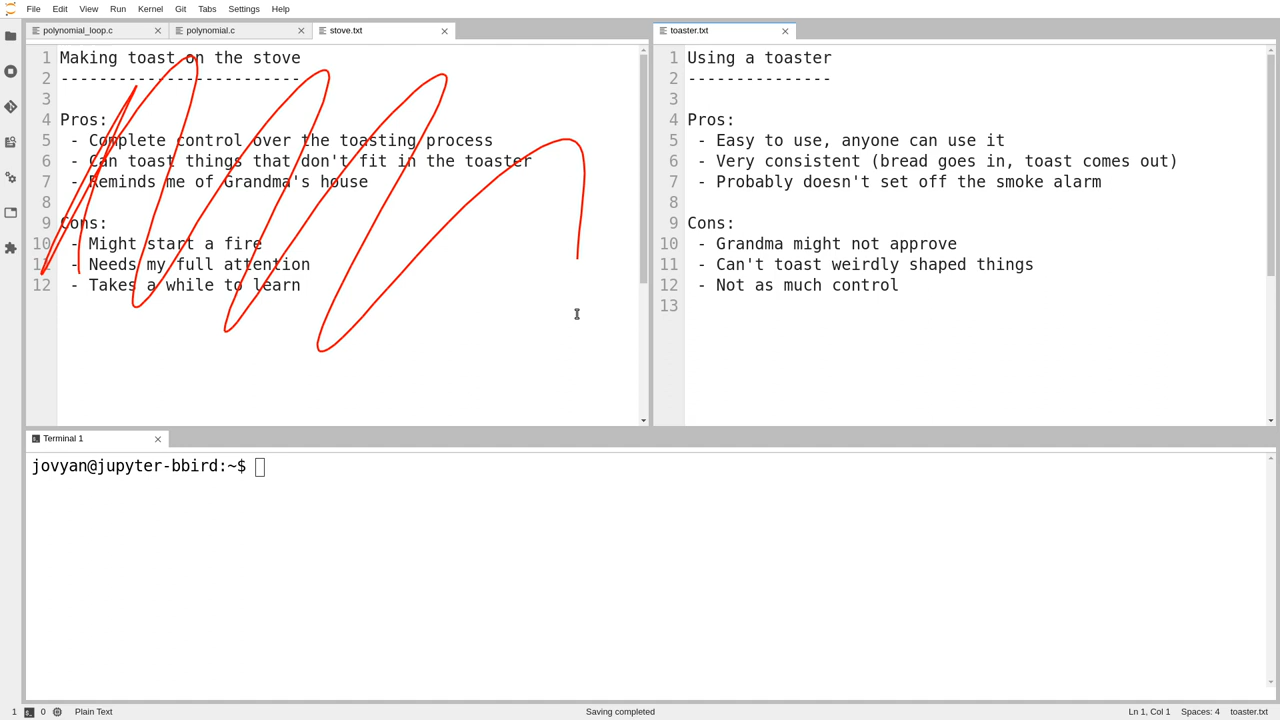 File Edit View Run Kernel Git Tabs Settings Help
polynomial_loop.c polynomial.c stove.txt
1 Making toast on the stove
2 -------------------------
3
4 Pros:
5 - Complete control over the toasting process
6 - Can toast things that don't fit in the toaster
7 - Reminds me of Grandma's house
8
9 Cons:
10 - Might start a fire
11 - Needs my full attention
12 - Takes a while to learn
toaster.txt
1 Using a toaster
2 ---------------
3
4 Pros:
5 - Easy to use, anyone can use it
6 - Very consistent (bread goes in, toast comes out)
7 - Probably doesn't set off the smoke alarm
8
9 Cons:
10 - Grandma might not approve
11 - Can't toast weirdly shaped things
12 - Not as much control
13
Terminal 1
jovyan@jupyter-bbird:~$
1 0 Plain Text Saving completed Ln 1, Col 1 Spaces: 4 toaster.txt